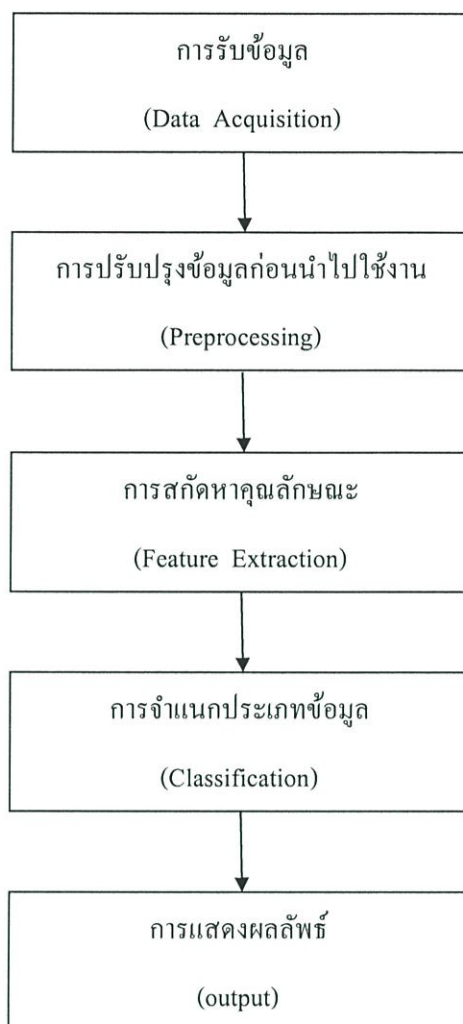 การรับข้อมูล
(Data Acquisition)
การปรับปรุงข้อมูลก่อนนำไปใช้งาน
(Preprocessing)
การสกัดหาคุณลักษณะ
(Feature Extraction)
การจำแนกประเภทข้อมูล
(Classification)
การแสดงผลลัพธ์
(output)